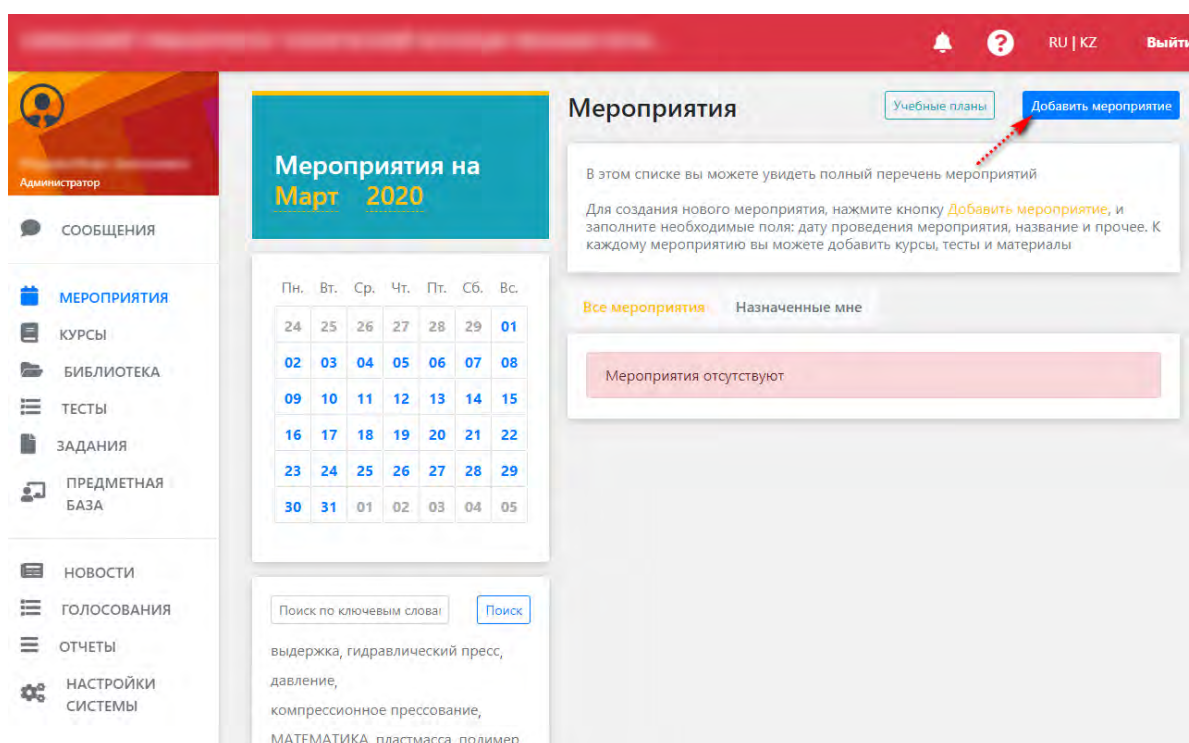 RU | KZ
Выйти
Администратор
СООБЩЕНИЯ
МЕРОПРИЯТИЯ
КУРСЫ
БИБЛИОТЕКА
ТЕСТЫ
ЗАДАНИЯ
ПРЕДМЕТНАЯ
БАЗА
НОВОСТИ
ГОЛОСОВАНИЯ
ОТЧЕТЫ
НАСТРОЙКИ
СИСТЕМЫ
Мероприятия на
Март 2020
Пн. Вт. Ср. Чт. Пт. Сб. Вс.
24 25 26 27 28 29 01
02 03 04 05 06 07 08
09 10 11 12 13 14 15
16 17 18 19 20 21 22
23 24 25 26 27 28 29
30 31 01 02 03 04 05
Поиск по ключевым слова Поиск
выдержка, гидравлический пресс,
давление,
компрессионное прессование,
МАТЕМАТИКА, пластмасса, полимер
Мероприятия
Учебные планы
Добавить мероприятие
В этом списке вы можете увидеть полный перечень мероприятий
Для создания нового мероприятия, нажмите кнопку Добавить мероприятие, и
заполните необходимые поля: дату проведения мероприятия, название и прочее. К
каждому мероприятию вы можете добавить курсы, тесты и материалы
Все мероприятия Назначенные мне
Мероприятия отсутствуют